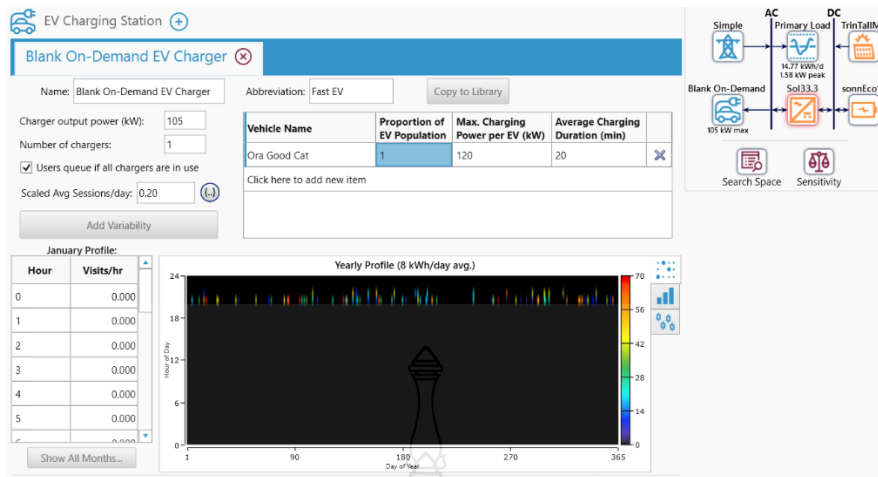 EV Charging Station
Blank On-Demand EV Charger
Name: Blank On-Demand EV Charger
Abbreviation: Fast EV
Copy to Library
Charger output power (kW): 105
Number of chargers: 1
Users queue if all chargers are in use
Scaled Avg Sessions/day: 0.20 {..}
Add Variability
Vehicle Name Proportion of EV Population Max. Charging Power per EV (kW) Average Charging Duration (min)
Ora Good Cat 1 120 20
Click here to add new item
January Profile:
Hour Visits/hr
0 0.000
1 0.000
2 0.000
3 0.000
4 0.000
5 0.000
Show All Months...
Yearly Profile (8 kWh/day avg.)
Hour of Day
24
18
12
6
0
1 90 180 270 365
Day of Year
70
56
42
28
14
0
AC DC
Simple Primary Load TrinTallM
14.77 kWh/d
1.58 kW peak
Blank On-Demand Sol33.3 sonnEco
105 kW max
Search Space Sensitivity